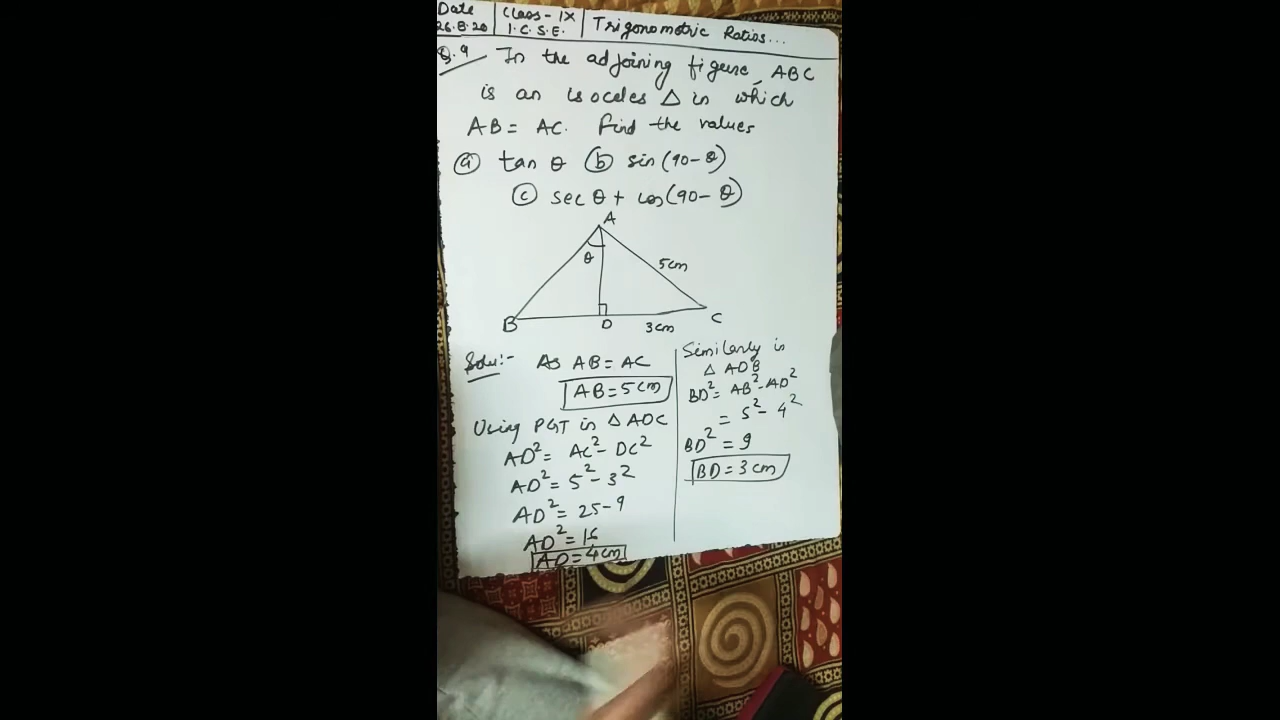 Date
26.8.20
Class - IX
I.C.S.E.
Trigonometric Ratios...
Q.9 In the adjoining figure, ABC
is an isoceles △ in which
AB = AC. Find the values
(a) tan θ (b) sin(90-θ)
(c) sec θ + cos(90-θ)
A
θ
5cm
B
D
3cm
C
Solu:- As AB = AC
AB = 5cm
Using PGT in △ ADC
AD² = AC² - DC²
AD² = 5² - 3²
AD² = 25-9
AD² = 16
AD = 4cm
Similarly in
△ ADB
BD² = AB² - AD²
= 5² - 4²
BD² = 9
BD = 3cm